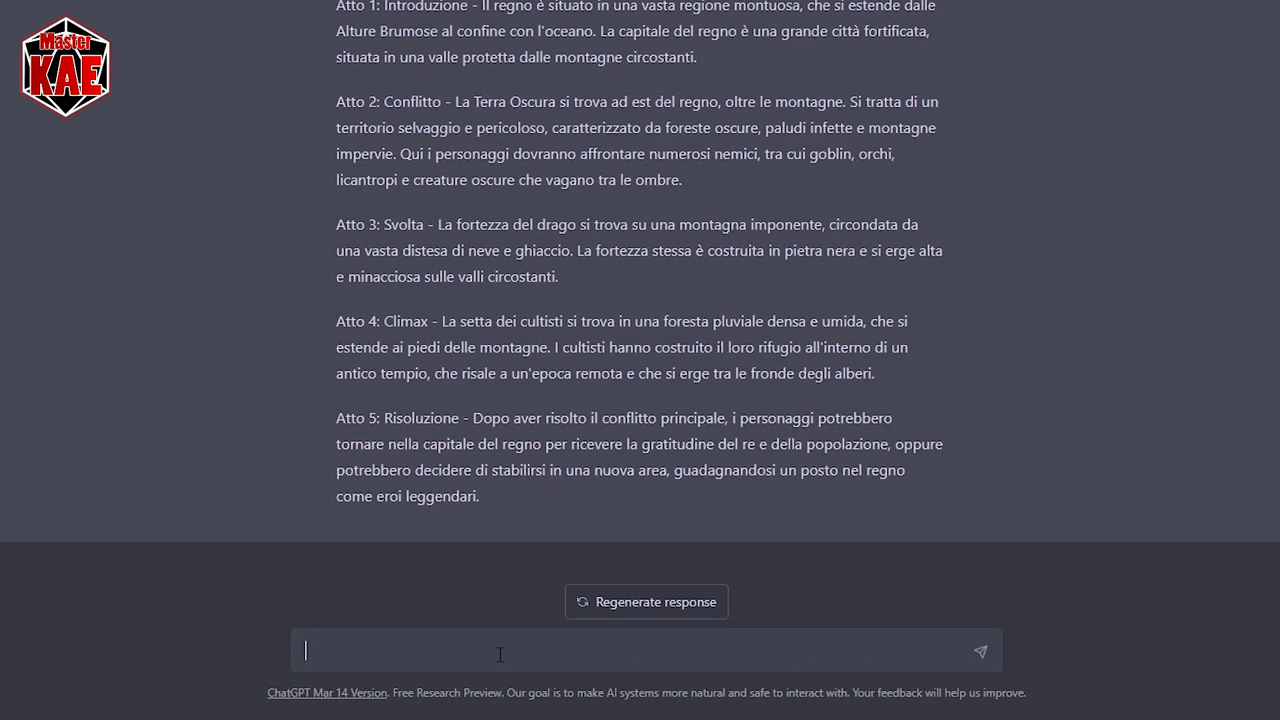 Master
KAE
Atto 1: Introduzione - Il regno è situato in una vasta regione montuosa, che si estende dalle
Alture Brumose al confine con l'oceano. La capitale del regno è una grande città fortificata,
situata in una valle protetta dalle montagne circostanti.
Atto 2: Conflitto - La Terra Oscura si trova ad est del regno, oltre le montagne. Si tratta di un
territorio selvaggio e pericoloso, caratterizzato da foreste oscure, paludi infette e montagne
impervie. Qui i personaggi dovranno affrontare numerosi nemici, tra cui goblin, orchi,
licantropi e creature oscure che vagano tra le ombre.
Atto 3: Svolta - La fortezza del drago si trova su una montagna imponente, circondata da
una vasta distesa di neve e ghiaccio. La fortezza stessa è costruita in pietra nera e si erge alta
e minacciosa sulle valli circostanti.
Atto 4: Climax - La setta dei cultisti si trova in una foresta pluviale densa e umida, che si
estende ai piedi delle montagne. I cultisti hanno costruito il loro rifugio all'interno di un
antico tempio, che risale a un'epoca remota e che si erge tra le fronde degli alberi.
Atto 5: Risoluzione - Dopo aver risolto il conflitto principale, i personaggi potrebbero
tornare nella capitale del regno per ricevere la gratitudine del re e della popolazione, oppure
potrebbero decidere di stabilirsi in una nuova area, guadagnandosi un posto nel regno
come eroi leggendari.
Regenerate response
ChatGPT Mar 14 Version. Free Research Preview. Our goal is to make AI systems more natural and safe to interact with. Your feedback will help us improve.